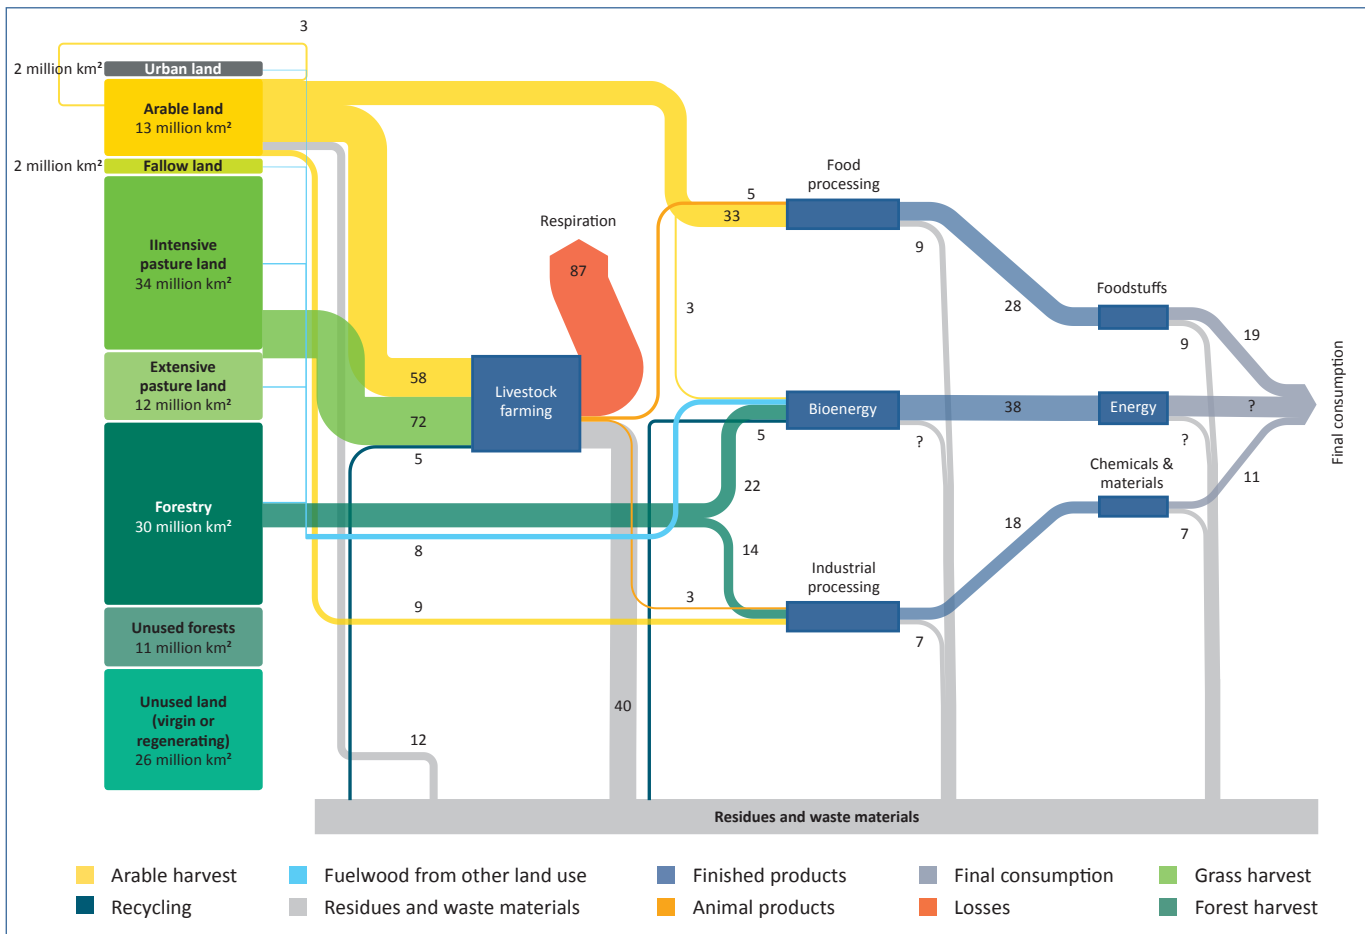 3
2 million km²
Urban land
Arable land
13 million km²
2 million km²
Fallow land
IIntensive
pasture land
34 million km²
Extensive
pasture land
12 million km²
Forestry
30 million km²
Unused forests
11 million km²
Unused land
(virgin or
regenerating)
26 million km²
Respiration
87
58
72
5
Livestock
farming
8
9
12
40
5
33
3
5
22
14
3
Food
processing
9
28
Bioenergy
?
38
Industrial
processing
7
18
Foodstuffs
9
19
Energy
?
?
Chemicals &
materials
7
11
Final consumption
Residues and waste materials
Arable harvest
Fuelwood from other land use
Finished products
Final consumption
Grass harvest
Recycling
Residues and waste materials
Animal products
Losses
Forest harvest